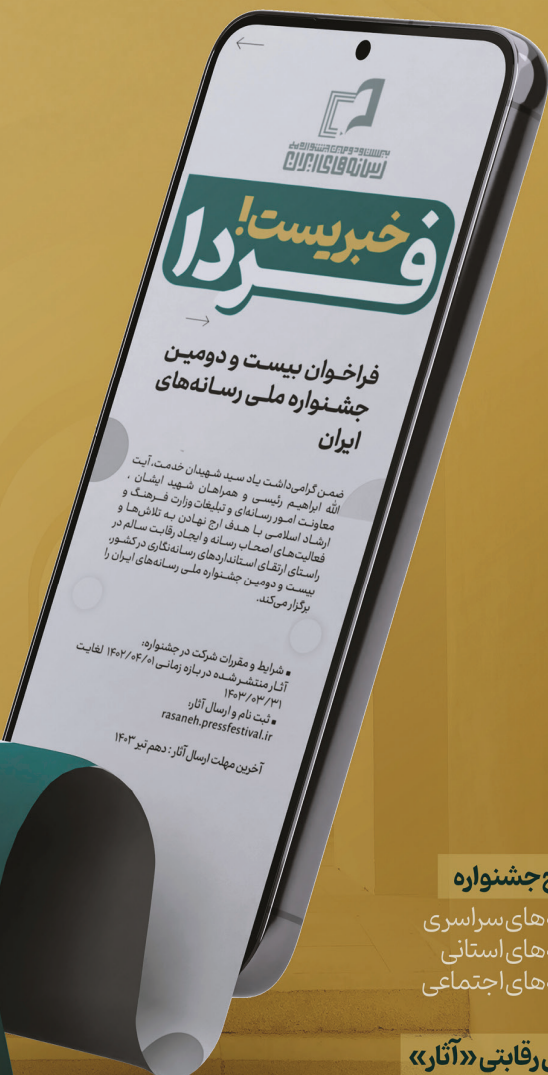 بیست‌ودومین جشنواره ملی
رسانه‌های ایران
خبریست!
فردا
فراخوان بیست و دومین
جشنواره ملی رسانه‌های
ایران
ضمن گرامی‌داشت یاد سید شهیدان خدمت، آیت
الله ابراهیم رئیسی و همراهان شهید ایشان ،
معاونت امور رسانه‌ای و تبلیغات وزارت فرهنگ و
ارشاد اسلامی با هدف ارج نهادن به تلاش‌ها و
فعالیت‌های اصحاب رسانه و ایجاد رقابت سالم در
راستای ارتقای استانداردهای رسانه‌نگاری در کشور،
بیست و دومین جشنواره ملی رسانه‌های ایران را
برگزار می‌کند.
▪ شرایط و مقررات شرکت در جشنواره:
آثار منتشر شده در بازه زمانی ۱۴۰۲/۰۴/۰۱ لغایت
۱۴۰۳/۰۳/۳۱
▪ ثبت نام و ارسال آثار:
rasaneh.pressfestival.ir
آخرین مهلت ارسال آثار : دهم تیر ۱۴۰۳
جشنواره
های سراسری
های استانی
های اجتماعی
رقابتی «آثار»